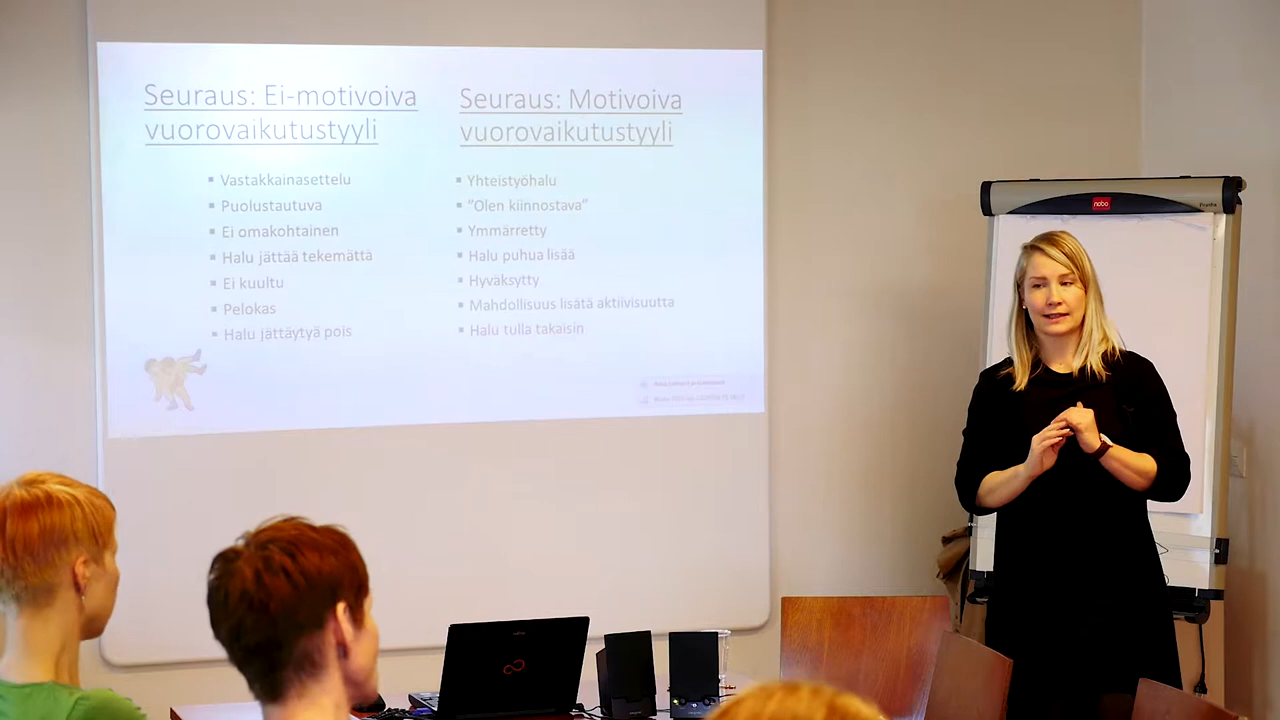 Seuraus: Ei-motivoiva
vuorovaikutustyyli
▪ Vastakkainasettelu
▪ Puolustautuva
▪ Ei omakohtainen
▪ Halu jättää tekemättä
▪ Ei kuultu
▪ Pelokas
▪ Halu jättäytyä pois
Seuraus: Motivoiva
vuorovaikutustyyli
▪ Yhteistyöhalu
▪ "Olen kiinnostava"
▪ Ymmärretty
▪ Halu puhua lisää
▪ Hyväksytty
▪ Mahdollisuus lisätä aktiivisuutta
▪ Halu tulla takaisin
nobo
Piranha